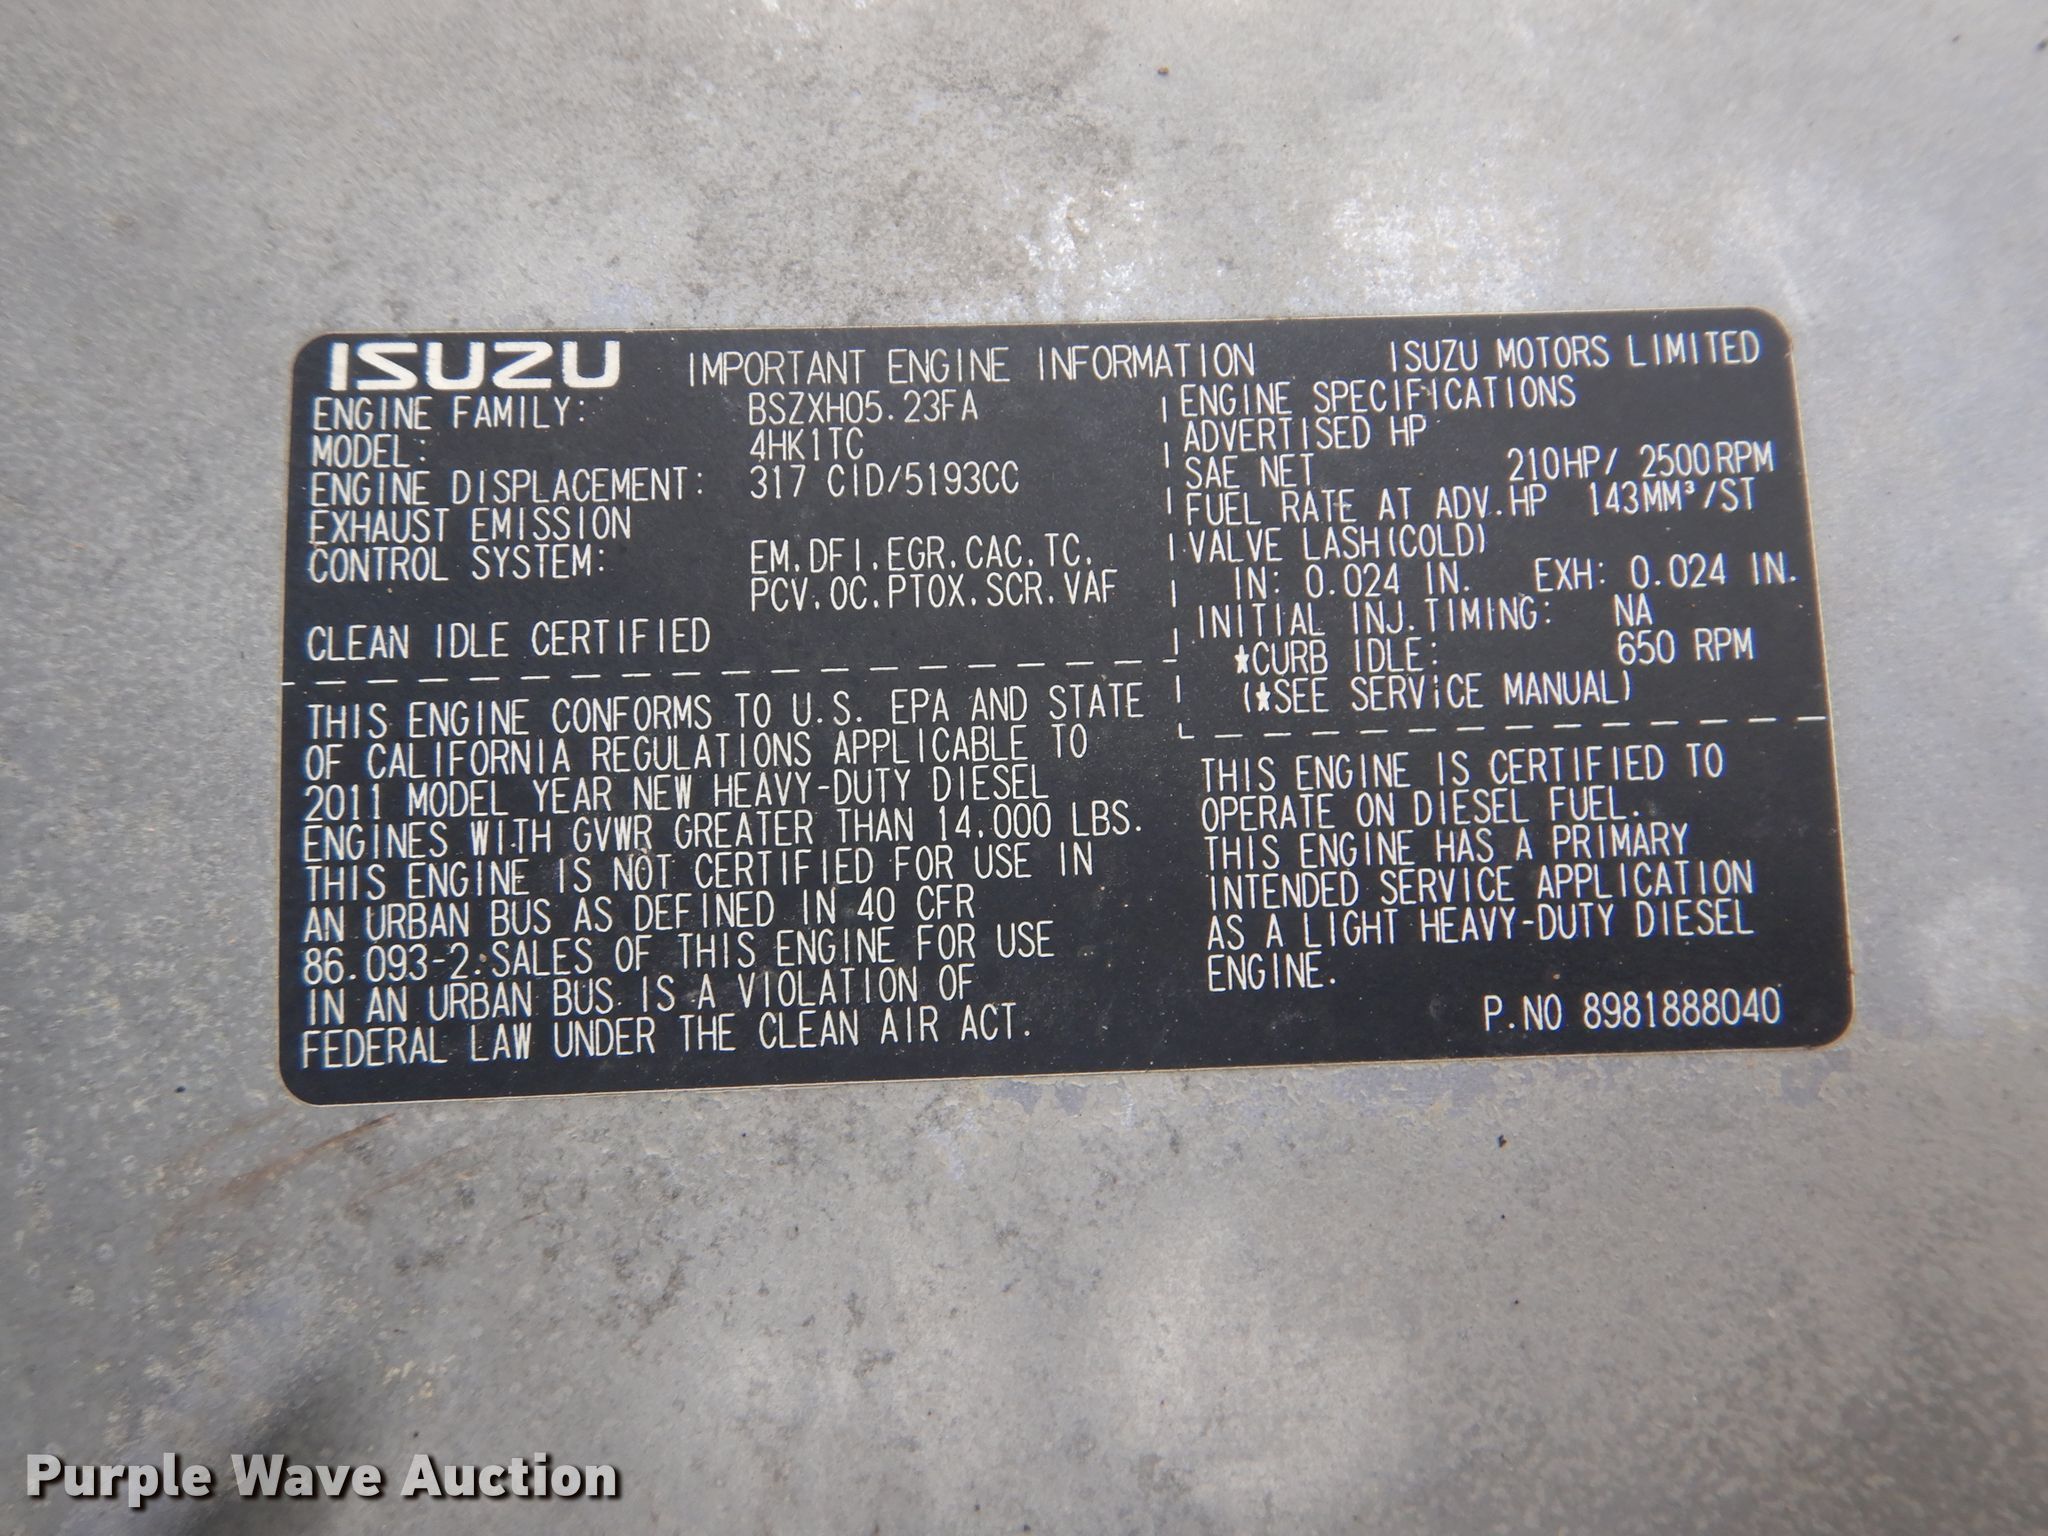 ISUZU IMPORTANT ENGINE INFORMATION ISUZU MOTORS LIMITED
ENGINE FAMILY: BSZXH05.23FA
MODEL: 4HK1TC
ENGINE DISPLACEMENT: 317 CID/5193CC
EXHAUST EMISSION
CONTROL SYSTEM: EM.DFI.EGR.CAC.TC.
PCV.OC.PTOX.SCR.VAF
CLEAN IDLE CERTIFIED
ENGINE SPECIFICATIONS
ADVERTISED HP
SAE NET 210HP/ 2500RPM
FUEL RATE AT ADV.HP 143MM³/ST
VALVE LASH(COLD)
IN: 0.024 IN. EXH: 0.024 IN.
INITIAL INJ.TIMING: NA
★CURB IDLE: 650 RPM
(★SEE SERVICE MANUAL)
THIS ENGINE CONFORMS TO U.S. EPA AND STATE
OF CALIFORNIA REGULATIONS APPLICABLE TO
2011 MODEL YEAR NEW HEAVY-DUTY DIESEL
ENGINES WITH GVWR GREATER THAN 14.000 LBS.
THIS ENGINE IS NOT CERTIFIED FOR USE IN
AN URBAN BUS AS DEFINED IN 40 CFR
86.093-2.SALES OF THIS ENGINE FOR USE
IN AN URBAN BUS IS A VIOLATION OF
FEDERAL LAW UNDER THE CLEAN AIR ACT.
THIS ENGINE IS CERTIFIED TO
OPERATE ON DIESEL FUEL.
THIS ENGINE HAS A PRIMARY
INTENDED SERVICE APPLICATION
AS A LIGHT HEAVY-DUTY DIESEL
ENGINE.
P.NO 8981888040
Purple Wave Auction